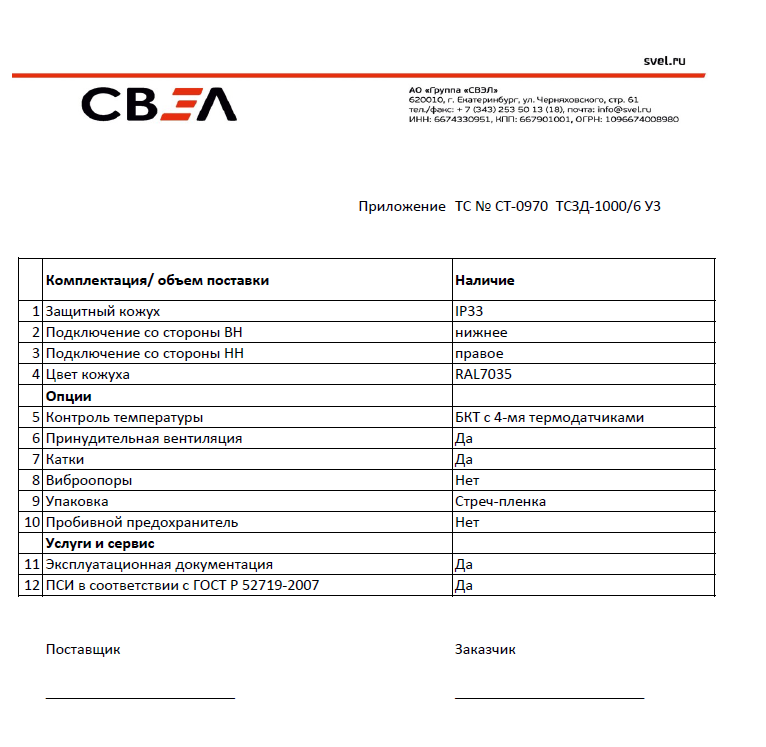 svel.ru
СВЭЛ
АО «Группа «СВЭЛ»
620010, г. Екатеринбург, ул. Черняховского, стр. 61
тел./факс: + 7 (343) 253 50 13 (18), почта: info@svel.ru
ИНН: 6674330951, КПП: 667901001, ОГРН: 1096674008980
Приложение ТС № СТ-0970 ТСЗД-1000/6 У3
Комплектация/ объем поставки Наличие
1 Защитный кожух IP33
2 Подключение со стороны ВН нижнее
3 Подключение со стороны НН правое
4 Цвет кожуха RAL7035
Опции
5 Контроль температуры БКТ с 4-мя термодатчиками
6 Принудительная вентиляция Да
7 Катки Да
8 Виброопоры Нет
9 Упаковка Стреч-пленка
10 Пробивной предохранитель Нет
Услуги и сервис
11 Эксплуатационная документация Да
12 ПСИ в соответствии с ГОСТ Р 52719-2007 Да
Поставщик Заказчик